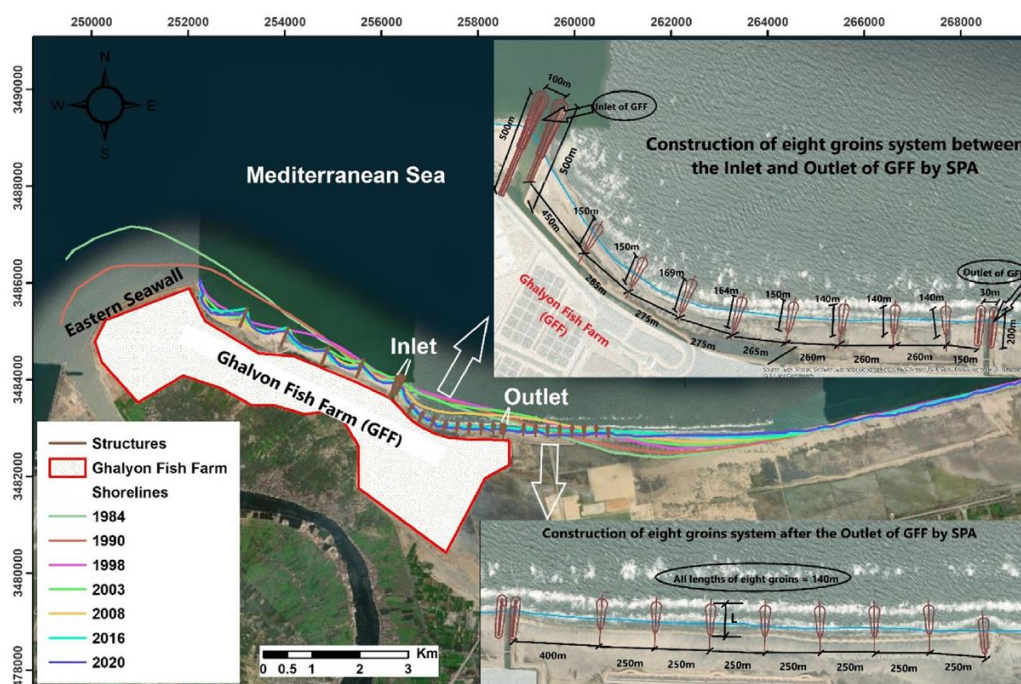 250000 252000 254000 256000 258000 260000 262000 264000 266000 268000
3490000
3488000
3486000
3484000
3482000
3480000
3478000
N
W E
S
Mediterranean Sea
Eastern Seawall
Ghalyon Fish Farm (GFF)
Inlet
Outlet
Structures
Ghalyon Fish Farm
Shorelines
1984
1990
1998
2003
2008
2016
2020
Km
0 0.5 1 2 3
100m
Inlet of GFF
500m
500m
Construction of eight groins system between
the Inlet and Outlet of GFF by SPA
450m
150m
150m
169m
164m
150m
140m
140m
140m
Outlet of GFF
30m
200m
285m
275m
275m
265m
260m
260m
260m
150m
Ghalyon Fish Farm
(GFF)
Construction of eight groins system after the Outlet of GFF by SPA
All lengths of eight groins = 140m
L
400m
250m
250m
250m
250m
250m
250m
250m